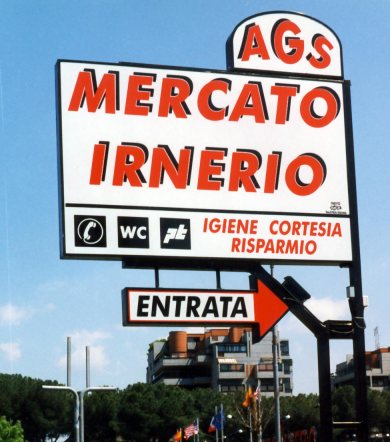 AGS
MERCATO
IRNERIO
WC
IGIENE CORTESIA
RISPARMIO
ENTRATA